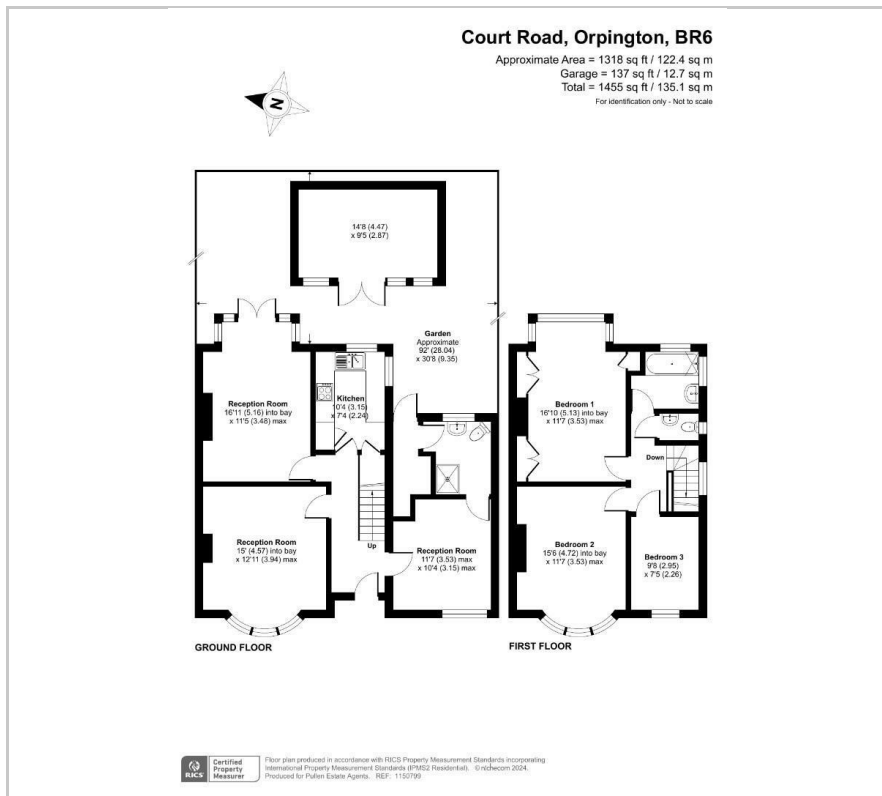 Court Road, Orpington, BR6
Approximate Area = 1318 sq ft / 122.4 sq m
Garage = 137 sq ft / 12.7 sq m
Total = 1455 sq ft / 135.1 sq m
For identification only - Not to scale
N
14'8 (4.47)
x 9'5 (2.87)
Garden
Approximate
92' (28.04)
x 30'8 (9.35)
Reception Room
16'11 (5.16) into bay
x 11'5 (3.48) max
Kitchen
10'4 (3.15)
x 7'4 (2.24)
Reception Room
15' (4.57) into bay
x 12'11 (3.94) max
Up
Reception Room
11'7 (3.53) max
x 10'4 (3.15) max
GROUND FLOOR
Bedroom 1
16'10 (5.13) into bay
x 11'7 (3.53) max
Down
Bedroom 2
15'6 (4.72) into bay
x 11'7 (3.53) max
Bedroom 3
9'8 (2.95)
x 7'5 (2.26)
FIRST FLOOR
RICS
Certified
Property
Measurer
Floor plan produced in accordance with RICS Property Measurement Standards incorporating
International Property Measurement Standards (IPMS2 Residential). © nichecom 2024.
Produced for Pullen Estate Agents. REF: 1150799